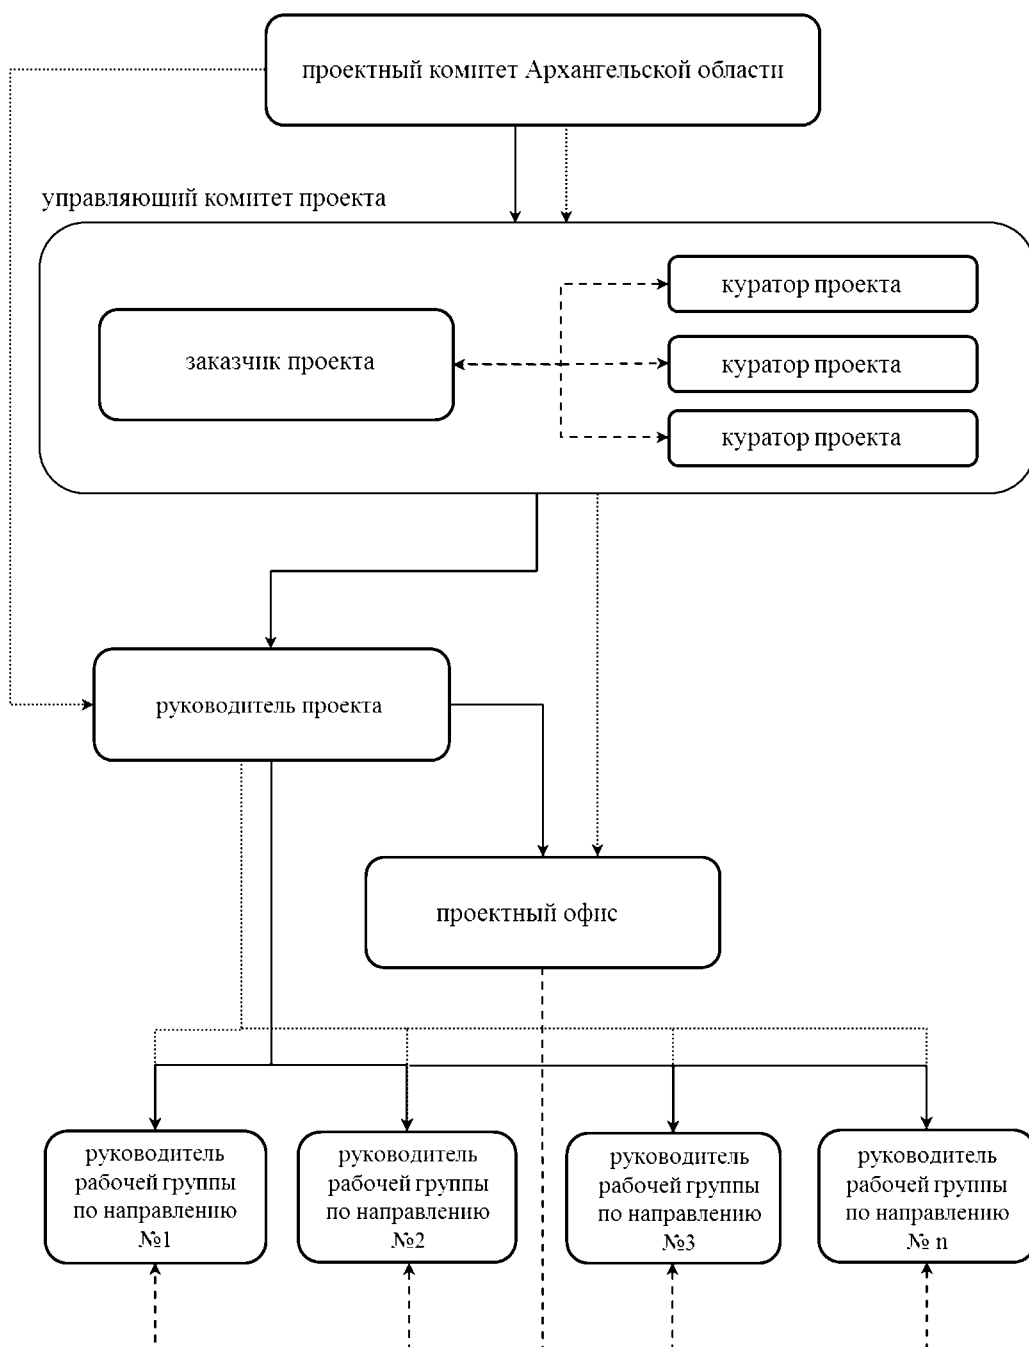 проектный комитет Архангельской области
управляющий комитет проекта
куратор проекта
заказчик проекта
куратор проекта
куратор проекта
руководитель проекта
проектный офис
руководитель
рабочей группы
по направлению
№1
руководитель
рабочей группы
по направлению
№2
руководитель
рабочей группы
по направлению
№3
руководитель
рабочей группы
по направлению
№ n